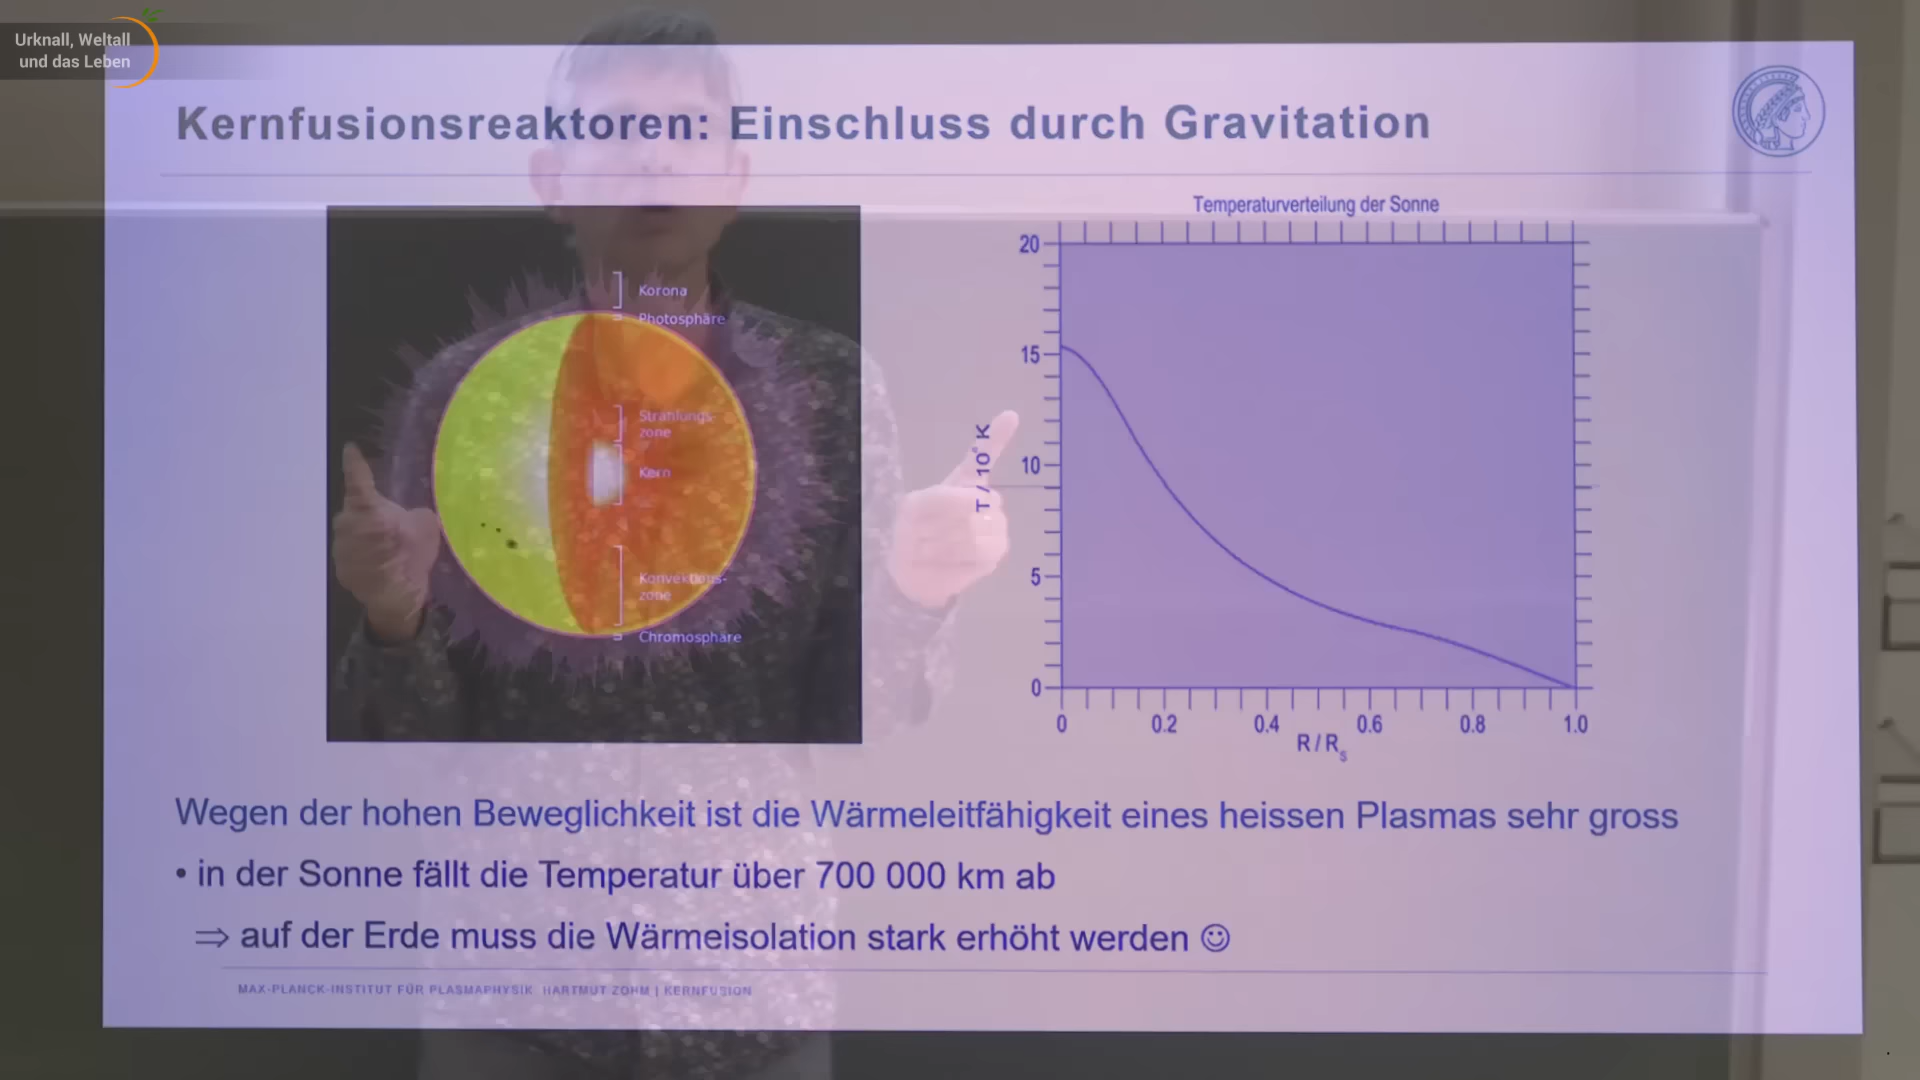 Urknall, Weltall
und das Leben
Kernfusionsreaktoren: Einschluss durch Gravitation
Korona
Photosphäre
Strahlungs-
zone
Kern
Konvektions-
zone
Chromosphäre
Temperaturverteilung der Sonne
20
15
10
5
0
T / 10⁶ K
0 0.2 0.4 0.6 0.8 1.0
R / Rs
Wegen der hohen Beweglichkeit ist die Wärmeleitfähigkeit eines heissen Plasmas sehr gross
• in der Sonne fällt die Temperatur über 700 000 km ab
⇒ auf der Erde muss die Wärmeisolation stark erhöht werden ☺
MAX-PLANCK-INSTITUT FÜR PLASMAPHYSIK HARTMUT ZOHM | KERNFUSION